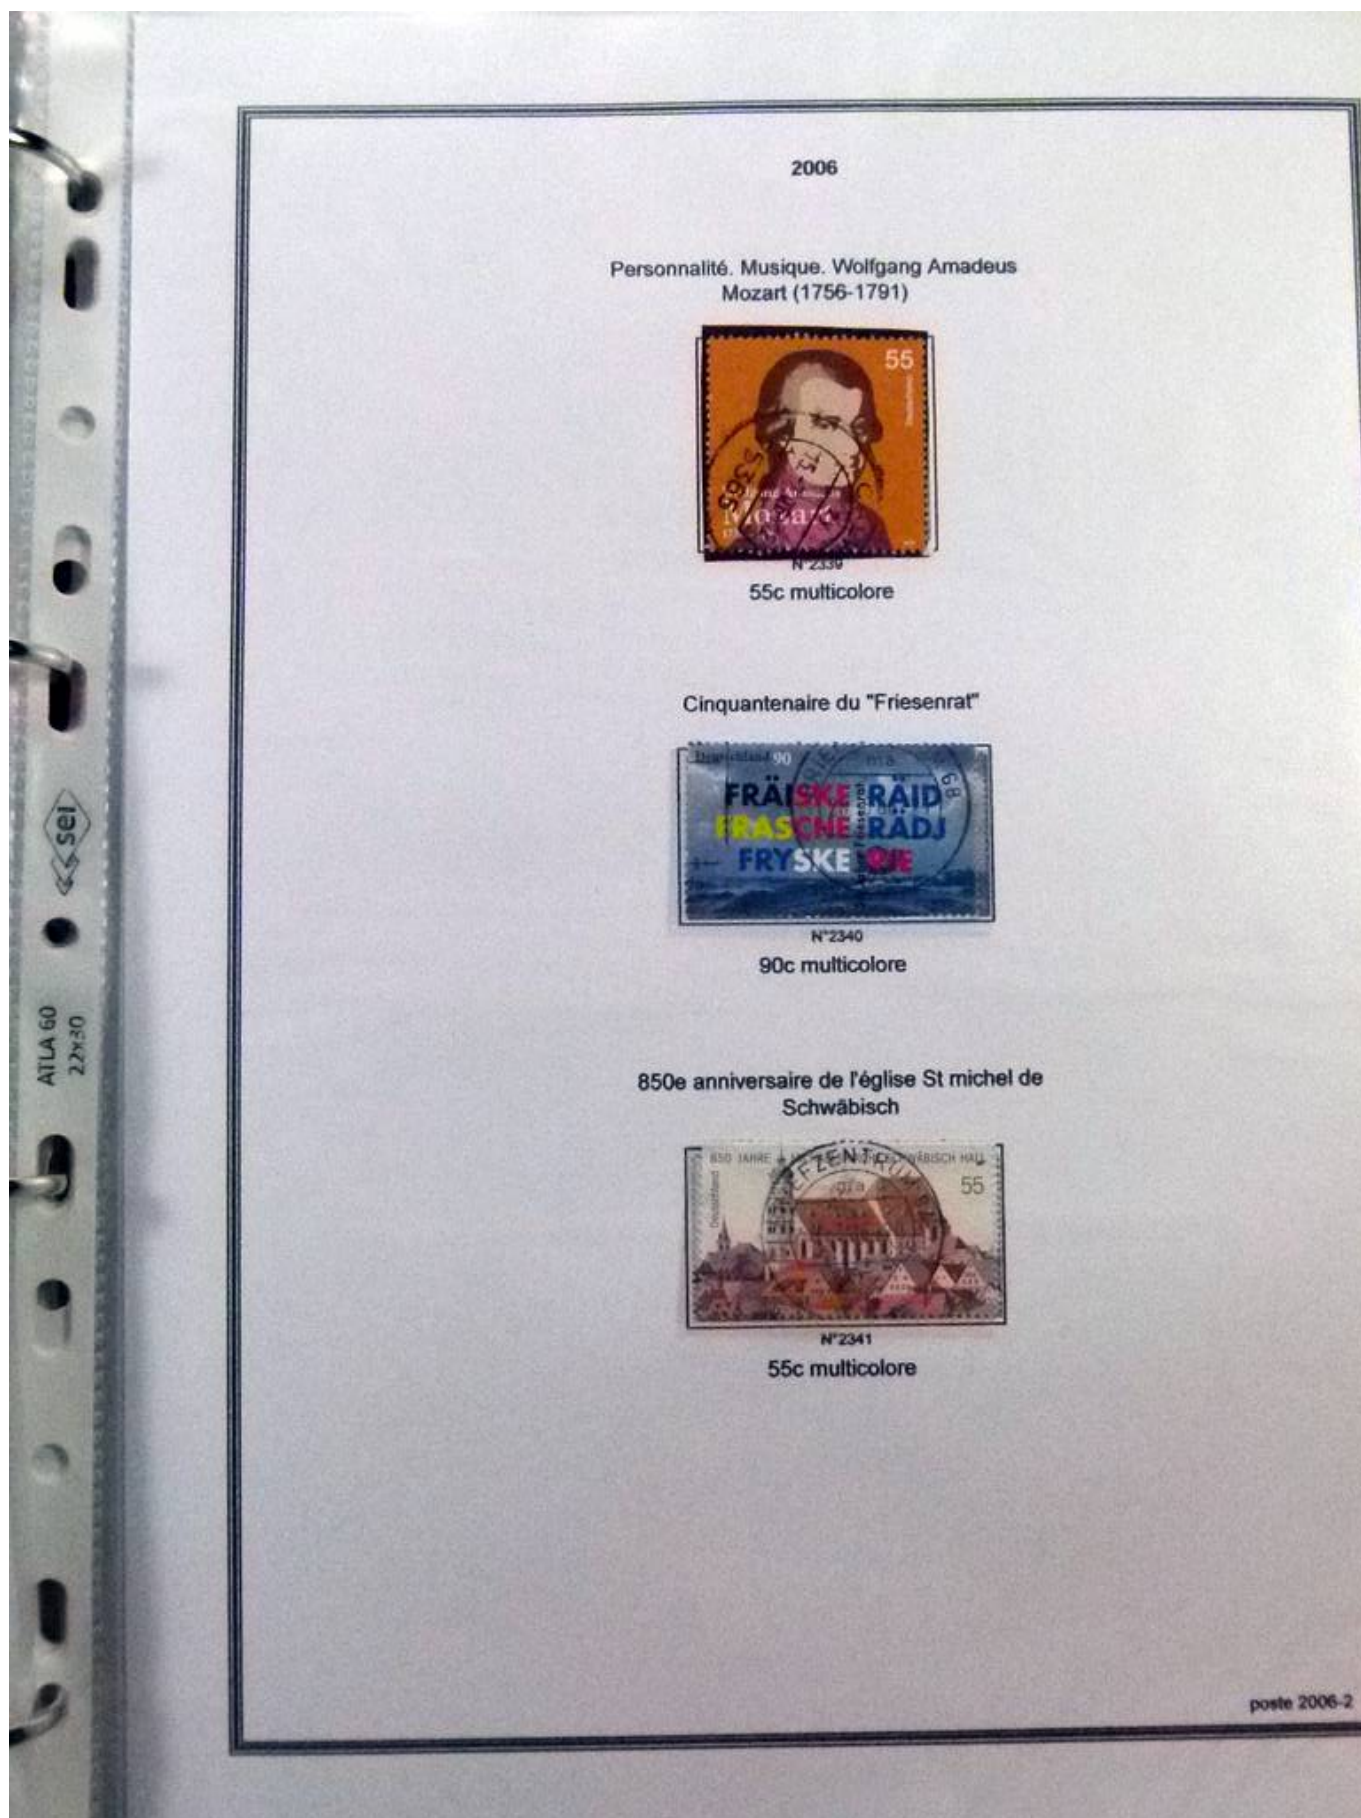 2006
Personnalité. Musique. Wolfgang Amadeus
Mozart (1756-1791)
55
Mozart
N°2339
55c multicolore
Cinquantenaire du "Friesenrat"
Deutschland 90
FRÄISKE RÄID
FRASCHE RÄDJ
FRYSKE RIE
N°2340
90c multicolore
850e anniversaire de l'église St michel de
Schwäbisch
850 JAHRE SCHWÄBISCH HALL
Deutschland
55
N°2341
55c multicolore
poste 2006-2
sei
ATLA 60
22x30